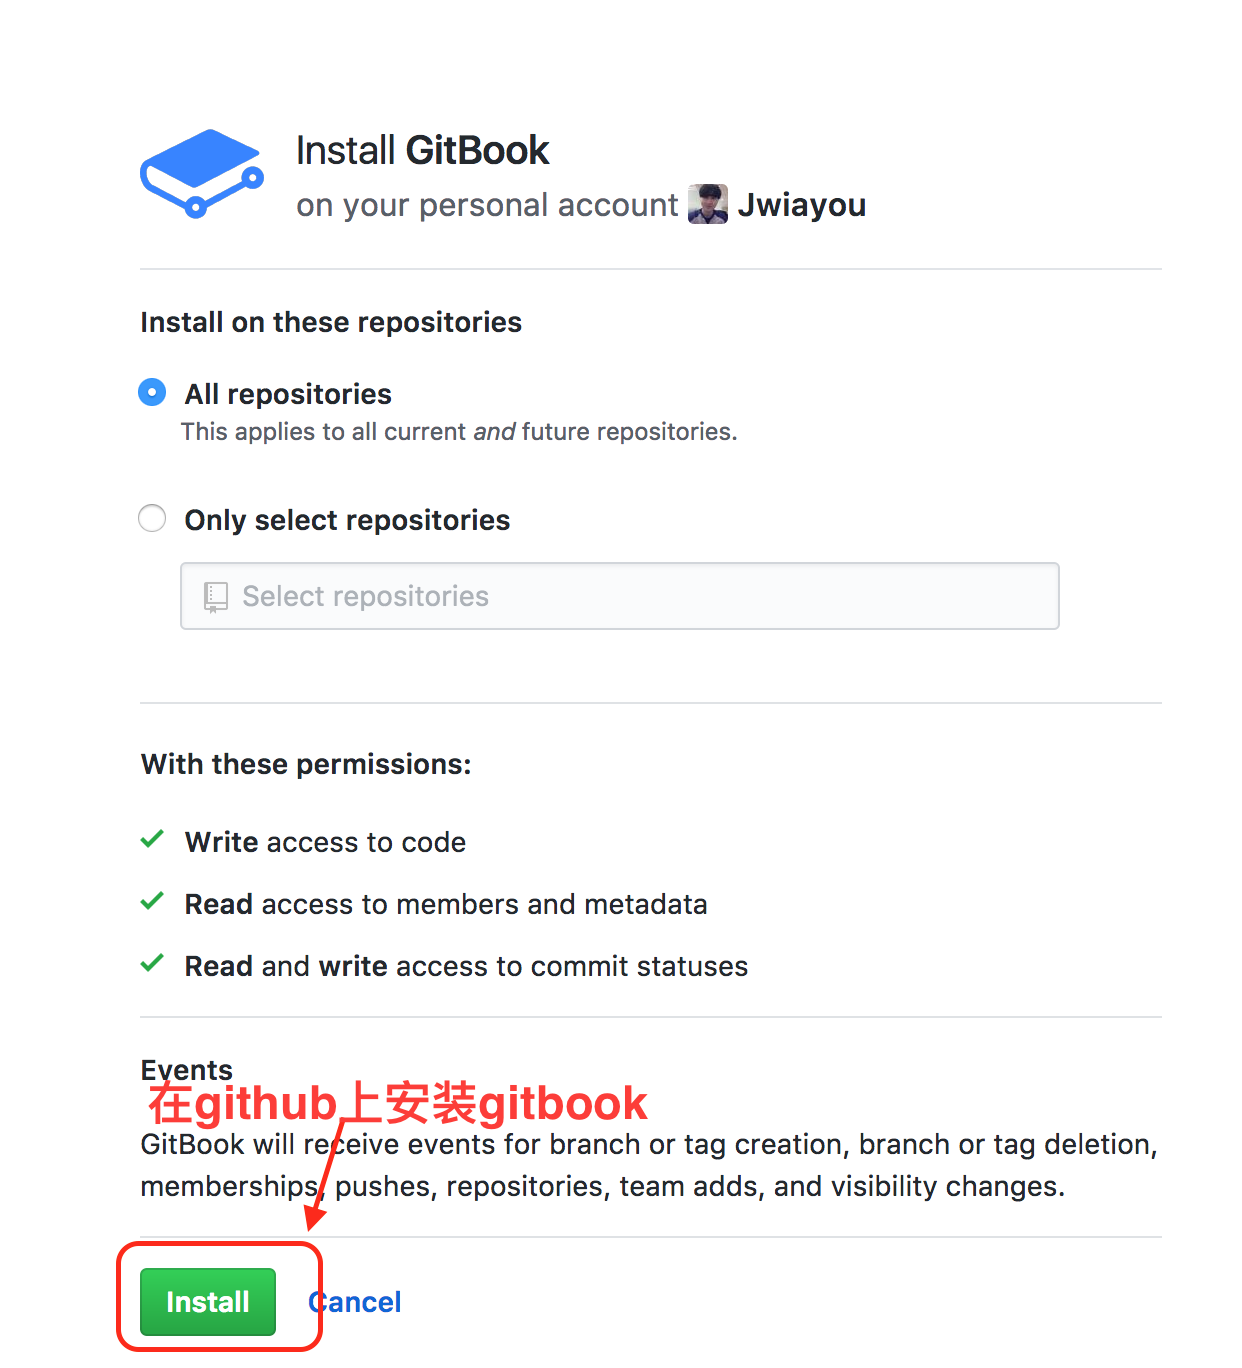 Install GitBook
on your personal account Jwiayou
Install on these repositories
All repositories
This applies to all current and future repositories.
Only select repositories
Select repositories
With these permissions:
Write access to code
Read access to members and metadata
Read and write access to commit statuses
Events
在github上安装gitbook
GitBook will receive events for branch or tag creation, branch or tag deletion,
memberships, pushes, repositories, team adds, and visibility changes.
Install Cancel